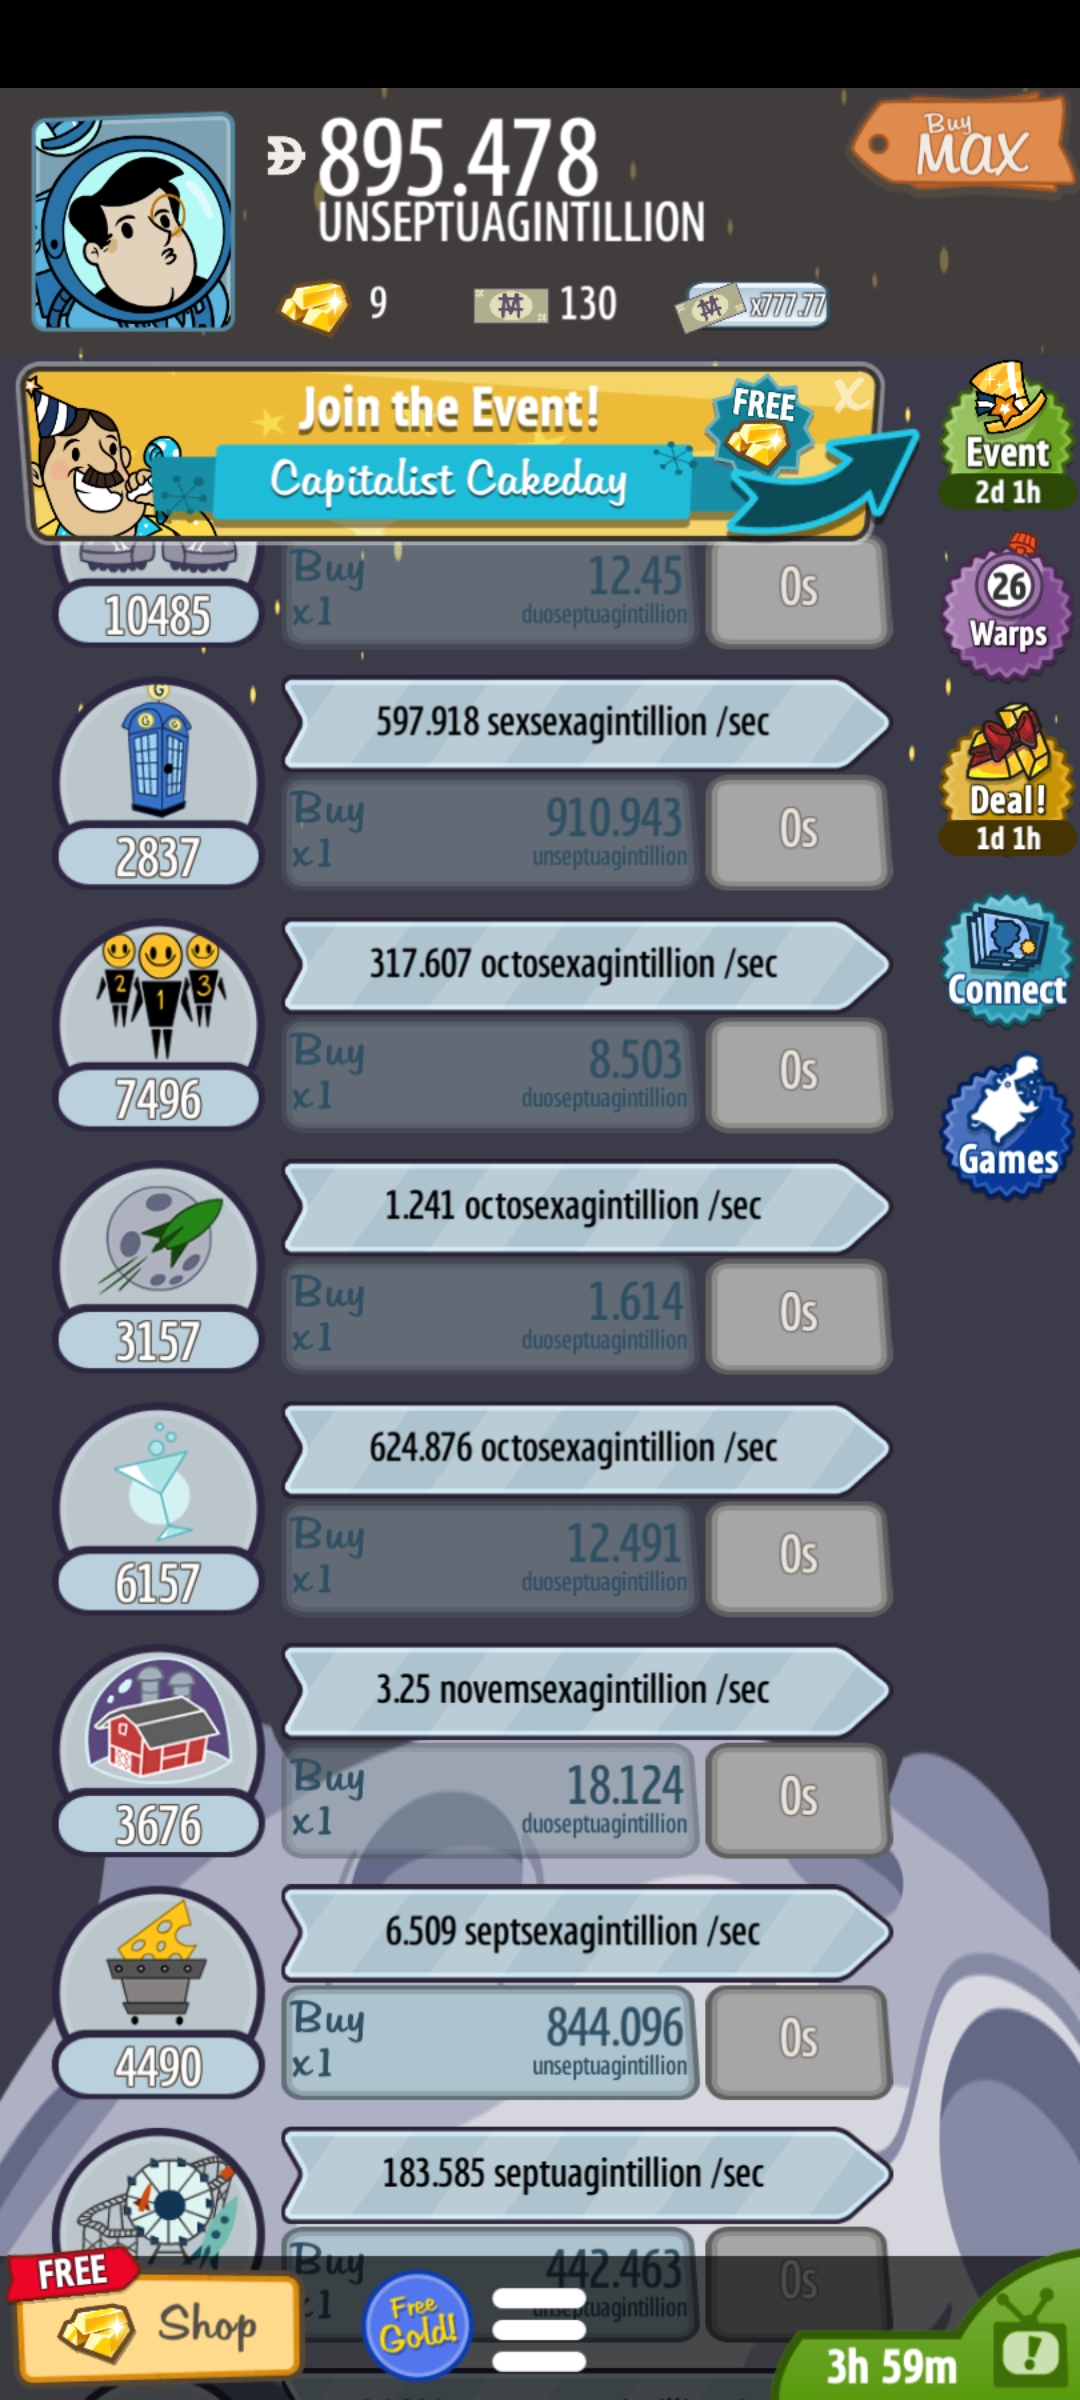 Buy
MAX
895.478
UNSEPTUAGINTILLION
9
130
x777.77
Join the Event!
FREE
X
Capitalist Cakeday
Event
2d 1h
Buy
x1
12.45
duoseptuagintillion
0s
10485
26
Warps
597.918 sexsexagintillion /sec
G
G G
Buy
x1
910.943
unseptuagintillion
0s
2837
Deal!
1d 1h
317.607 octosexagintillion /sec
2 1 3
Buy
x1
8.503
duoseptuagintillion
0s
7496
Connect
Games
1.241 octosexagintillion /sec
Buy
x1
1.614
duoseptuagintillion
0s
3157
624.876 octosexagintillion /sec
Buy
x1
12.491
duoseptuagintillion
0s
6157
3.25 novemsexagintillion /sec
Buy
x1
18.124
duoseptuagintillion
0s
3676
6.509 septsexagintillion /sec
Buy
x1
844.096
unseptuagintillion
0s
4490
183.585 septuagintillion /sec
Buy
x1
442.463
unseptuagintillion
0s
FREE
Shop
Free
Gold!
3h 59m